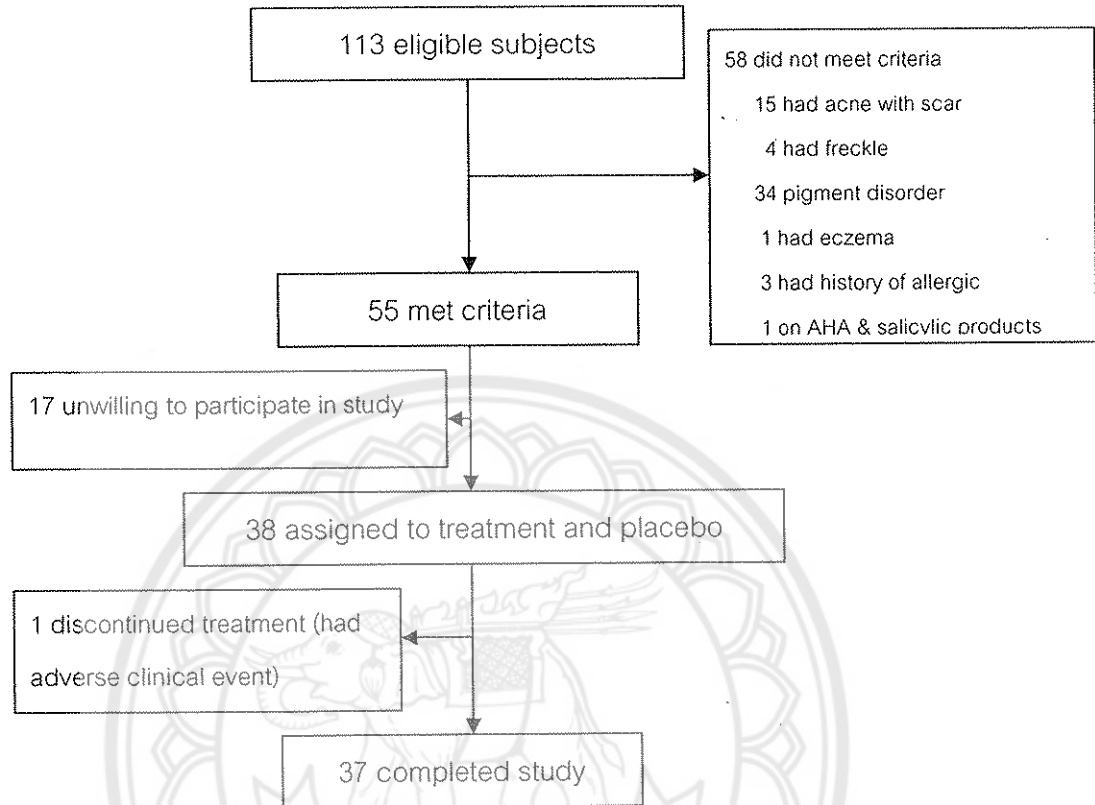 113 eligible subjects
58 did not meet criteria
15 had acne with scar
4 had freckle
34 pigment disorder
1 had eczema
3 had history of allergic
1 on AHA & salicylic products
55 met criteria
17 unwilling to participate in study
38 assigned to treatment and placebo
1 discontinued treatment (had
adverse clinical event)
37 completed study